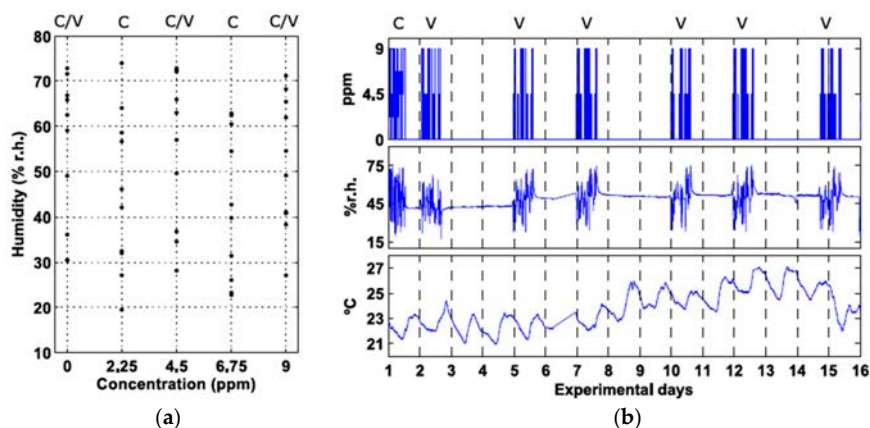 C/V C C/V C C/V
80
70
60
50
40
30
20
10
Humidity (% r.h.)
0 2,25 4,5 6,75 9
Concentration (ppm)
(a)
C V V V V V V
9
4,5
0
ppm
75
45
15
%r.h.
27
25
23
21
ºC
1 2 3 4 5 6 7 8 9 10 11 12 13 14 15 16
Experimental days
(b)